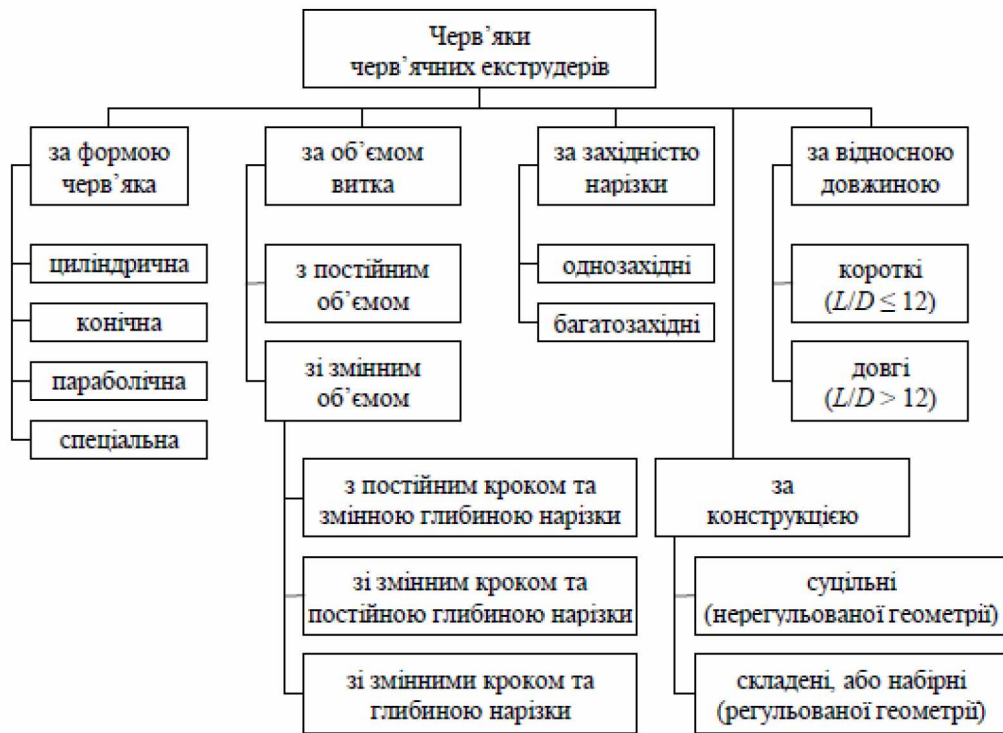 Черв’яки
черв’ячних екструдерів
за формою
черв’яка
циліндрична
конічна
параболічна
спеціальна
за об’ємом
витка
з постійним
об’ємом
зі змінним
об’ємом
з постійним кроком та
змінною глибиною нарізки
зі змінним кроком та
постійною глибиною нарізки
зі змінними кроком та
глибиною нарізки
за західністю
нарізки
однозахідні
багатозахідні
за відносною
довжиною
короткі
(L/D ≤ 12)
довгі
(L/D > 12)
за
конструкцією
суцільні
(нерегульованої геометрії)
складені, або набірні
(регульованої геометрії)